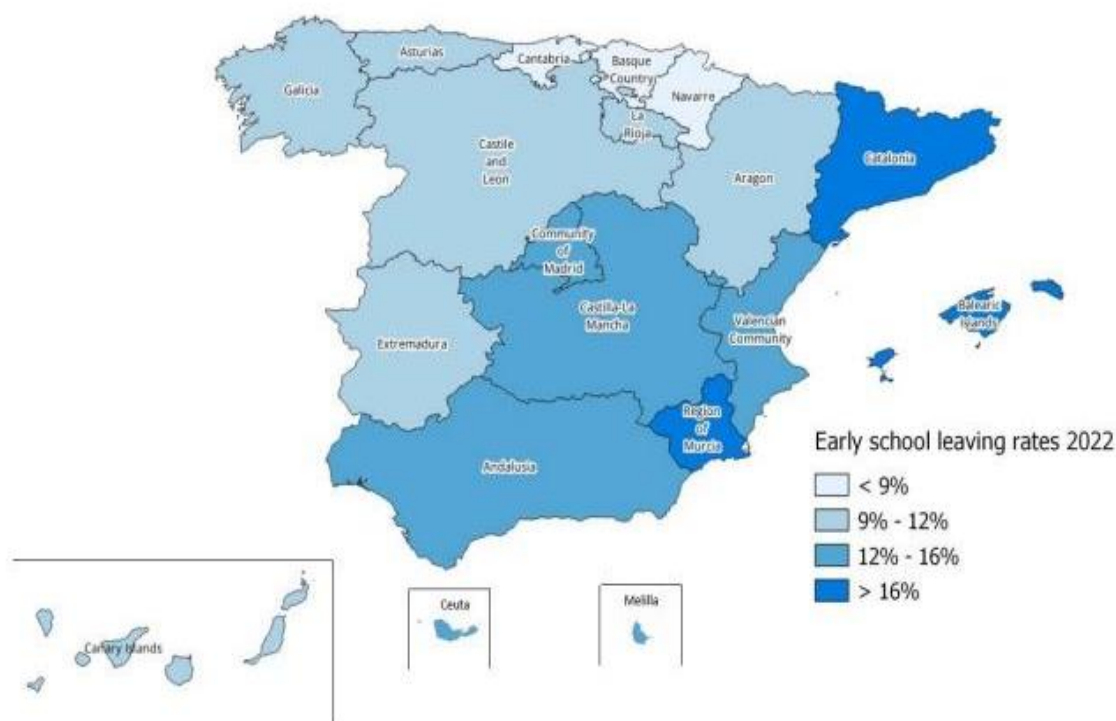 Asturias
Cantabria
Basque
Country
Navarre
Galicia
La
Rioja
Castile
and
Leon
Aragon
Catalonia
Community
of
Madrid
Castilla-La
Mancha
Valencian
Community
Balearic
Islands
Extremadura
Region
of
Murcia
Andalusia
Early school leaving rates 2022
< 9%
9% - 12%
12% - 16%
> 16%
Ceuta
Melilla
Canary Islands